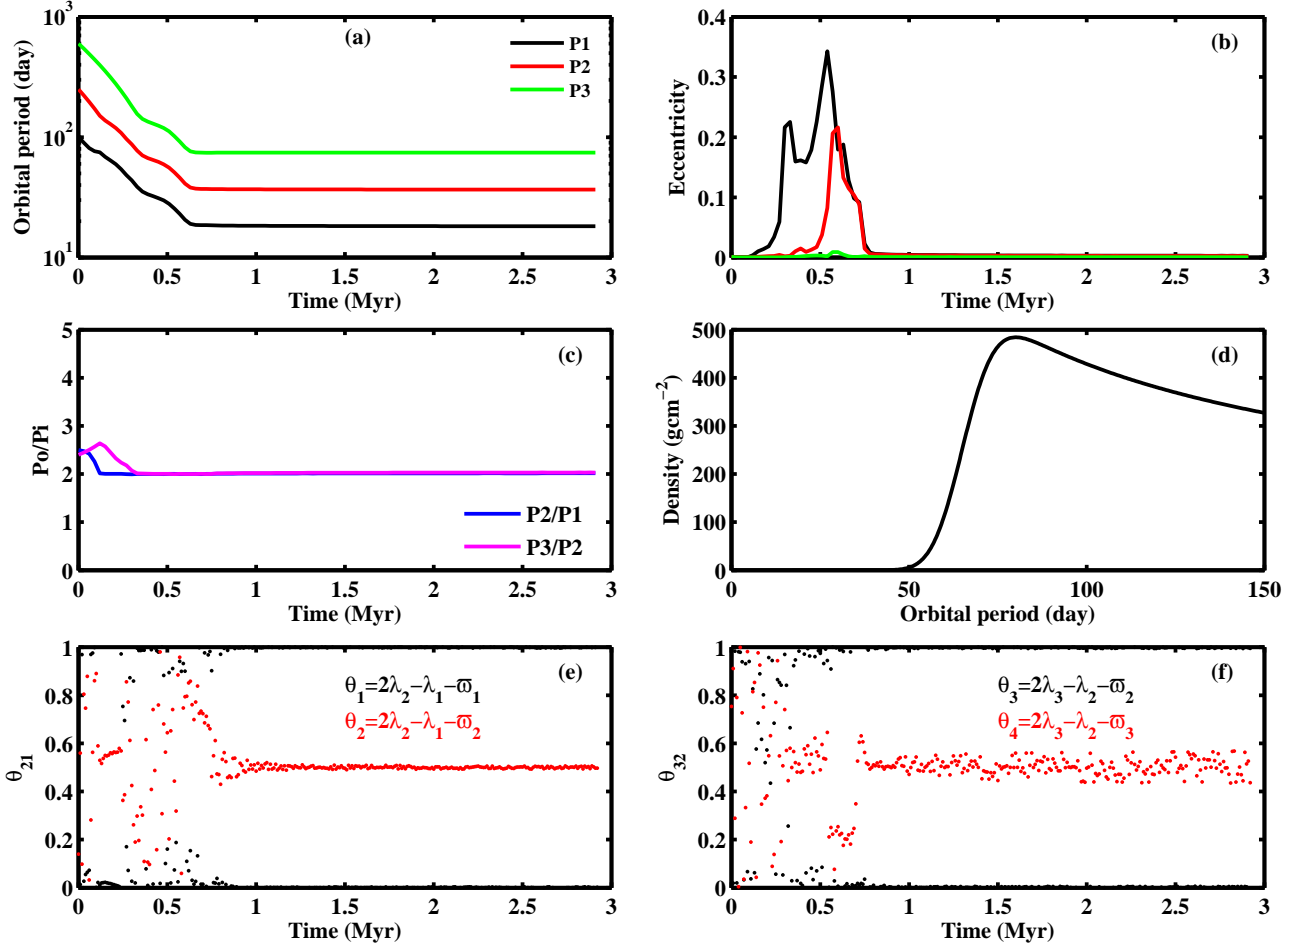 (a)
P1
P2
P3
10³
10²
10¹
Orbital period (day)
0 0.5 1 1.5 2 2.5 3
Time (Myr)
(b)
0.4
0.3
0.2
0.1
0
Eccentricity
0 0.5 1 1.5 2 2.5 3
Time (Myr)
(c)
5
4
3
2
1
0
Po/Pi
P2/P1
P3/P2
0 0.5 1 1.5 2 2.5 3
Time (Myr)
(d)
500
400
300
200
100
0
Density (gcm⁻²)
0 50 100 150
Orbital period (day)
(e)
θ₁=2λ₂−λ₁−ϖ₁
θ₂=2λ₂−λ₁−ϖ₂
1
0.8
0.6
0.4
0.2
0
θ₂₁
0 0.5 1 1.5 2 2.5 3
Time (Myr)
(f)
θ₃=2λ₃−λ₂−ϖ₂
θ₄=2λ₃−λ₂−ϖ₃
1
0.8
0.6
0.4
0.2
0
θ₃₂
0 0.5 1 1.5 2 2.5 3
Time (Myr)